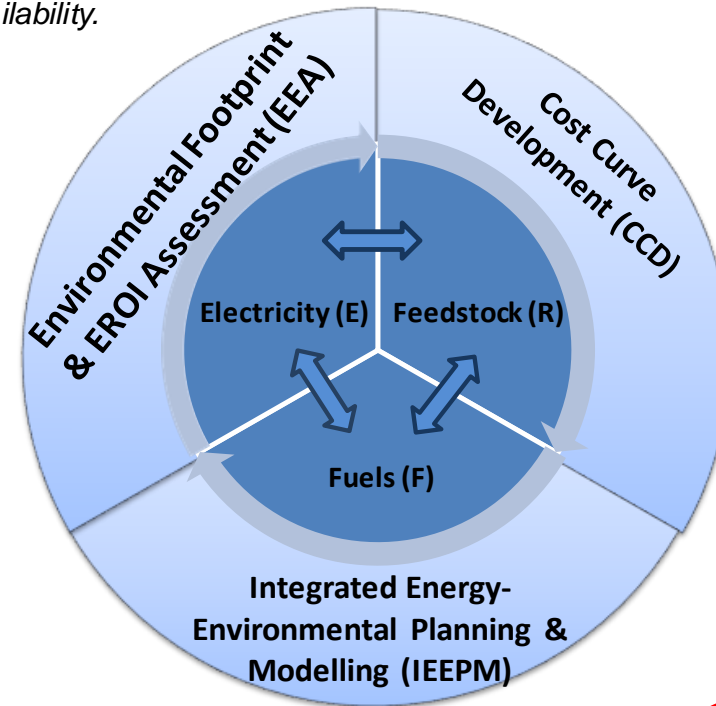 ilability.
Environmental Footprint
& EROI Assessment (EEA)
Cost Curve
Development (CCD)
Electricity (E)
Feedstock (R)
Fuels (F)
Integrated Energy-
Environmental Planning &
Modelling (IEEPM)